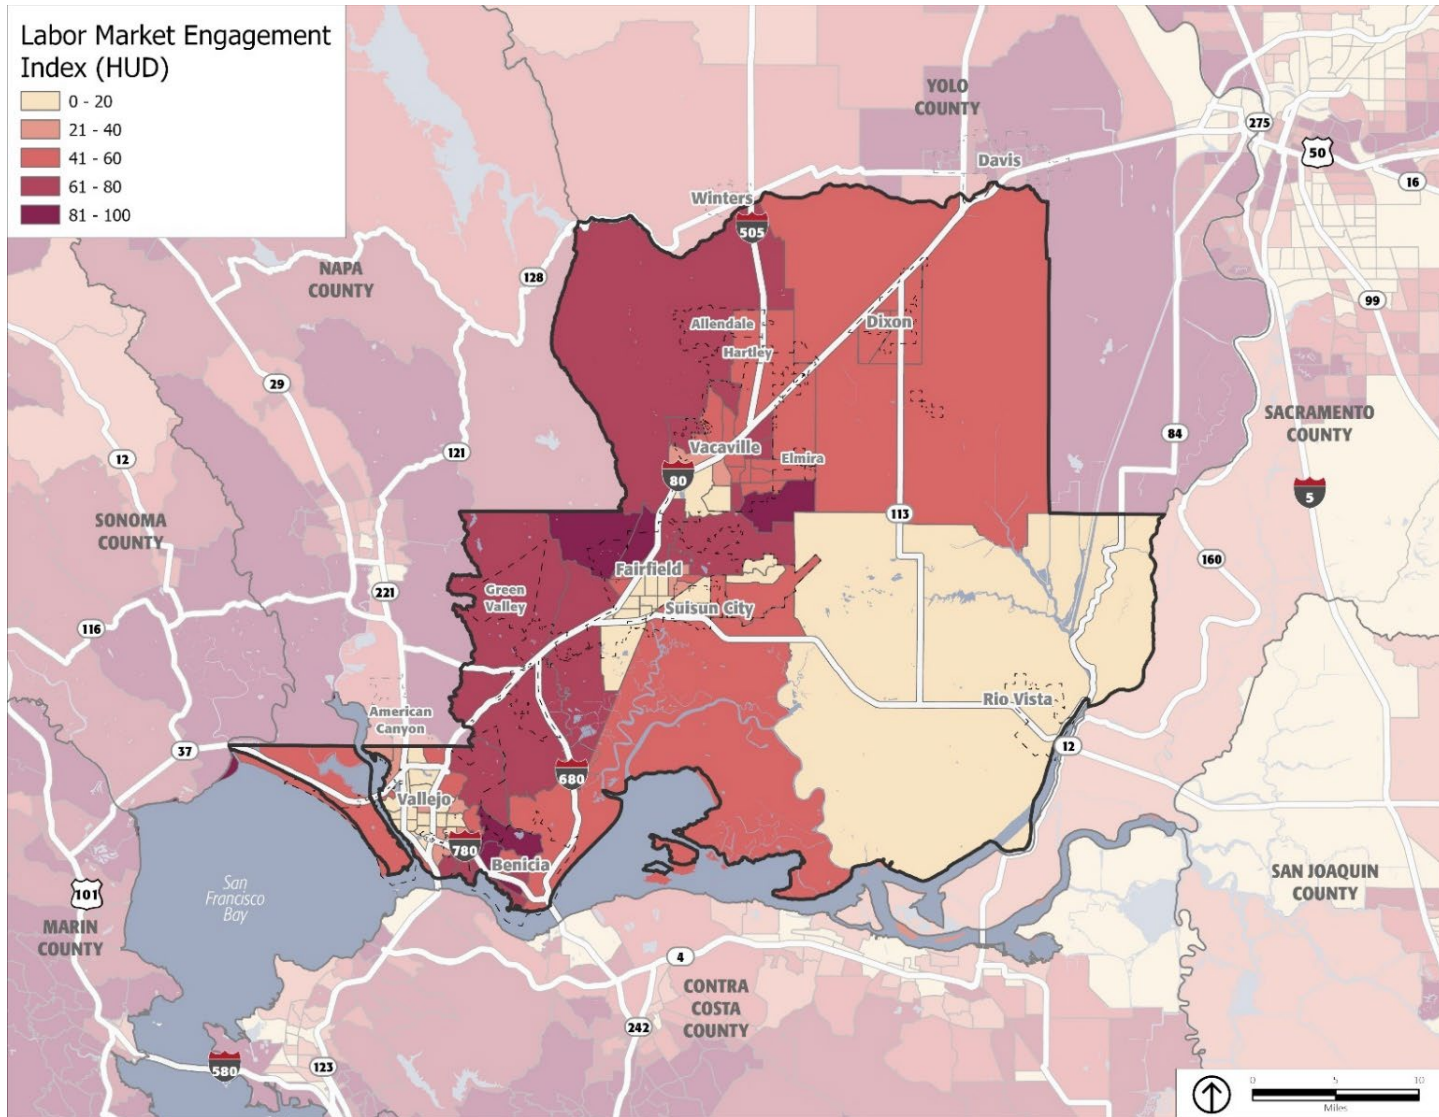 Labor Market Engagement
Index (HUD)
0 - 20
21 - 40
41 - 60
61 - 80
81 - 100
YOLO
COUNTY
275
50
Davis
16
Winters
505
NAPA
COUNTY
128
99
Allendale
Dixon
Hartley
29
SACRAMENTO
COUNTY
84
121
12
Vacaville
Elmira
80
5
SONOMA
COUNTY
113
160
Fairfield
Green
Valley
221
Suisun City
116
Rio Vista
American
Canyon
37
12
680
Vallejo
780
Benicia
San
Francisco
Bay
101
SAN JOAQUIN
COUNTY
MARIN
COUNTY
4
CONTRA
COSTA
COUNTY
242
123
580
0
5
10
Miles